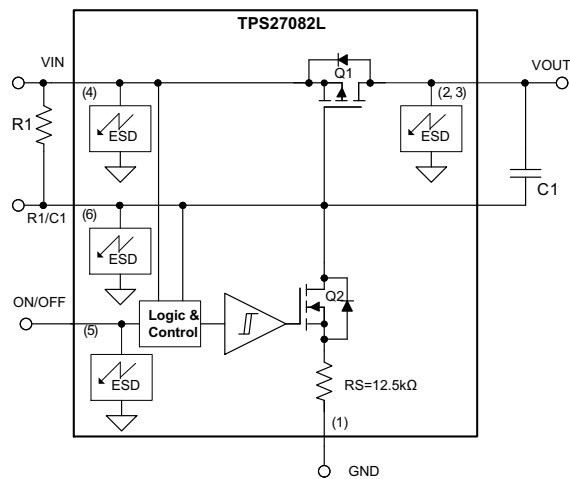 TPS27082L
VIN
Q1
VOUT
(4)
(2, 3)
R1
ESD
ESD
C1
R1/C1
(6)
ESD
ON/OFF
Q2
Logic &
Control
(5)
ESD
RS=12.5kΩ
(1)
GND